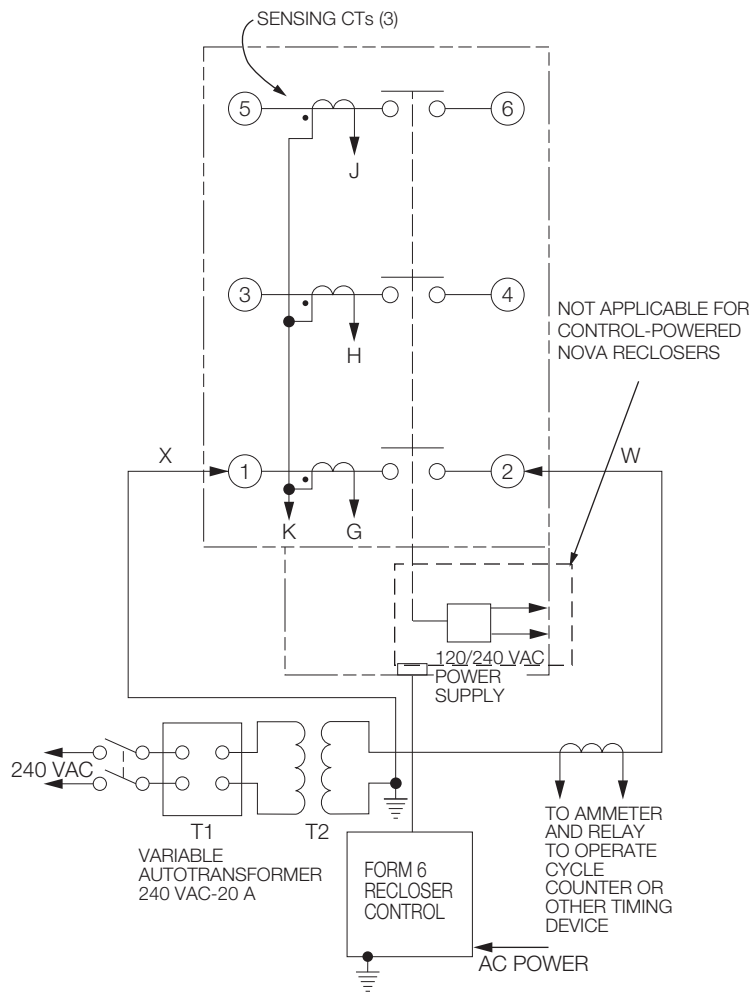 SENSING CTs (3)
5
6
J
3
4
NOT APPLICABLE FOR
CONTROL-POWERED
NOVA RECLOSERS
H
X
1
2
W
K
G
120/240 VAC
POWER
SUPPLY
240 VAC
T1
T2
VARIABLE
AUTOTRANSFORMER
240 VAC-20 A
TO AMMETER
AND RELAY
TO OPERATE
CYCLE
COUNTER OR
OTHER TIMING
DEVICE
FORM 6
RECLOSER
CONTROL
AC POWER